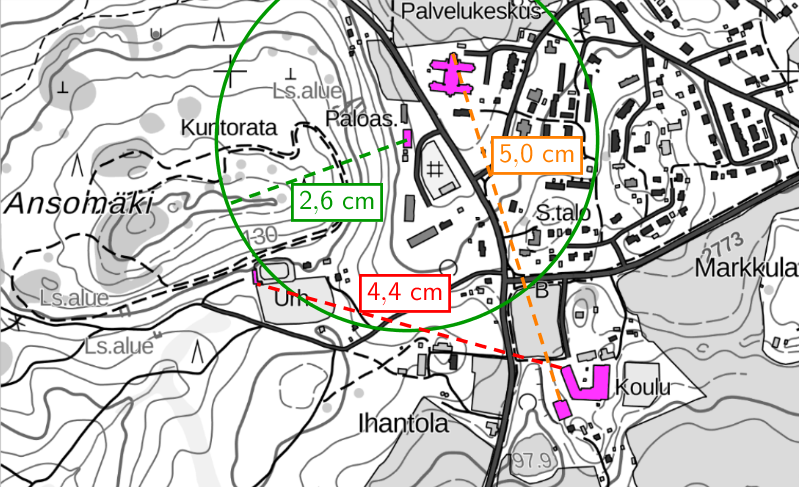 Palvelukeskus
Ls.alue
Paloas.
Kuntorata
5,0 cm
2,6 cm
Ansomäki
S.talo
130
2773
Markkula
Ls.alue
Urh
4,4 cm
B
Ls.alue
Koulu
Ihantola
97.9